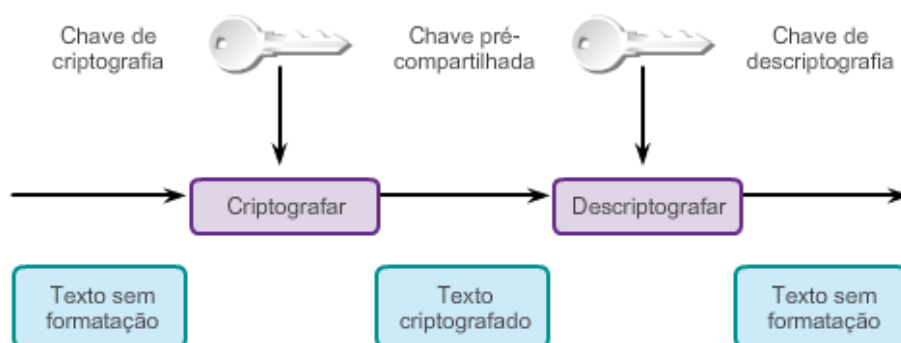 Chave de
criptografia
Chave pré-
compartilhada
Chave de
descriptografia
Criptografar
Descriptografar
Texto sem
formatação
Texto
criptografado
Texto sem
formatação